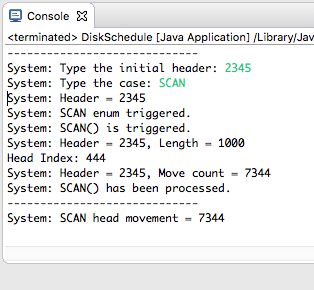 Console
<terminated> DiskSchedule [Java Application] /Library/Jav
------------------------------
System: Type the initial header: 2345
System: Type the case: SCAN
System: Header = 2345
System: SCAN enum triggered.
System: SCAN() is triggered.
System: Header = 2345, Length = 1000
Head Index: 444
System: Header = 2345, Move count = 7344
System: SCAN() has been processed.
------------------------------
System: SCAN head movement = 7344